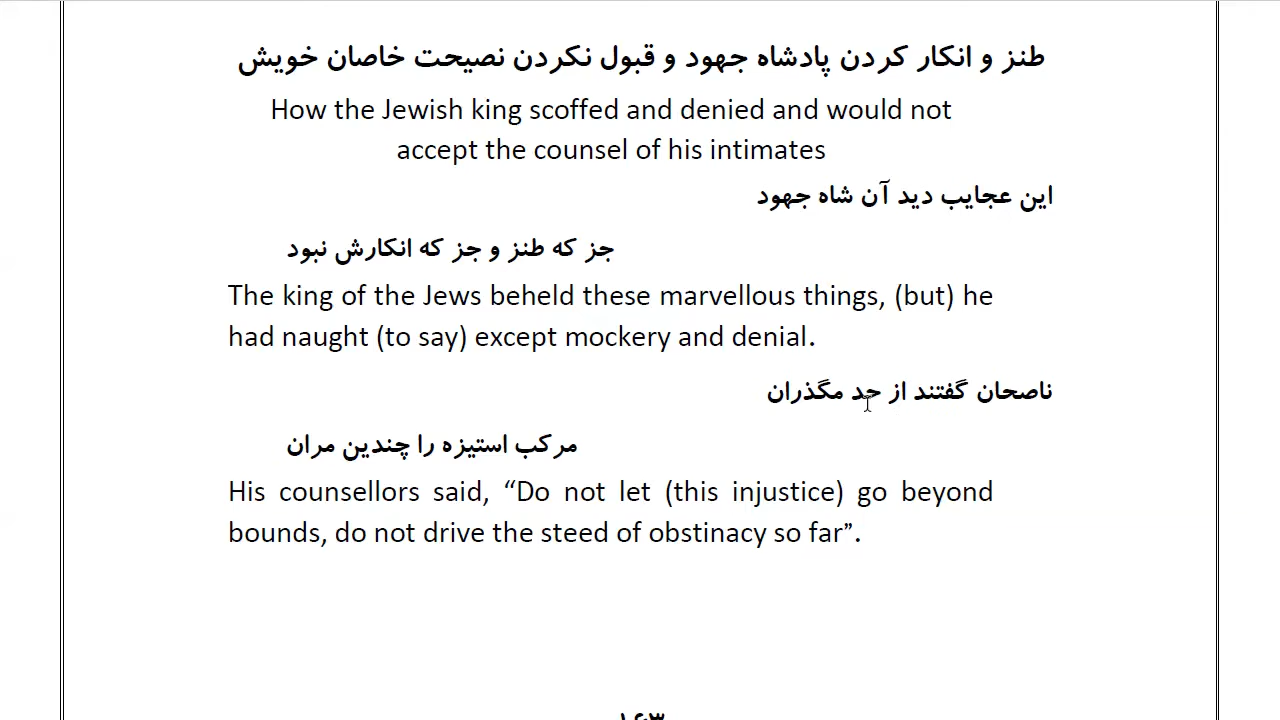 طنز و انکار کردن پادشاه جهود و قبول نکردن نصیحت خاصان خویش
How the Jewish king scoffed and denied and would not
accept the counsel of his intimates
این عجایب دید آن شاه جهود
جز که طنز و جز که انکارش نبود
The king of the Jews beheld these marvellous things, (but) he
had naught (to say) except mockery and denial.
ناصحان گفتند از حد مگذران
مرکب استیزه را چندین مران
His counsellors said, “Do not let (this injustice) go beyond
bounds, do not drive the steed of obstinacy so far”.
۱۶۳